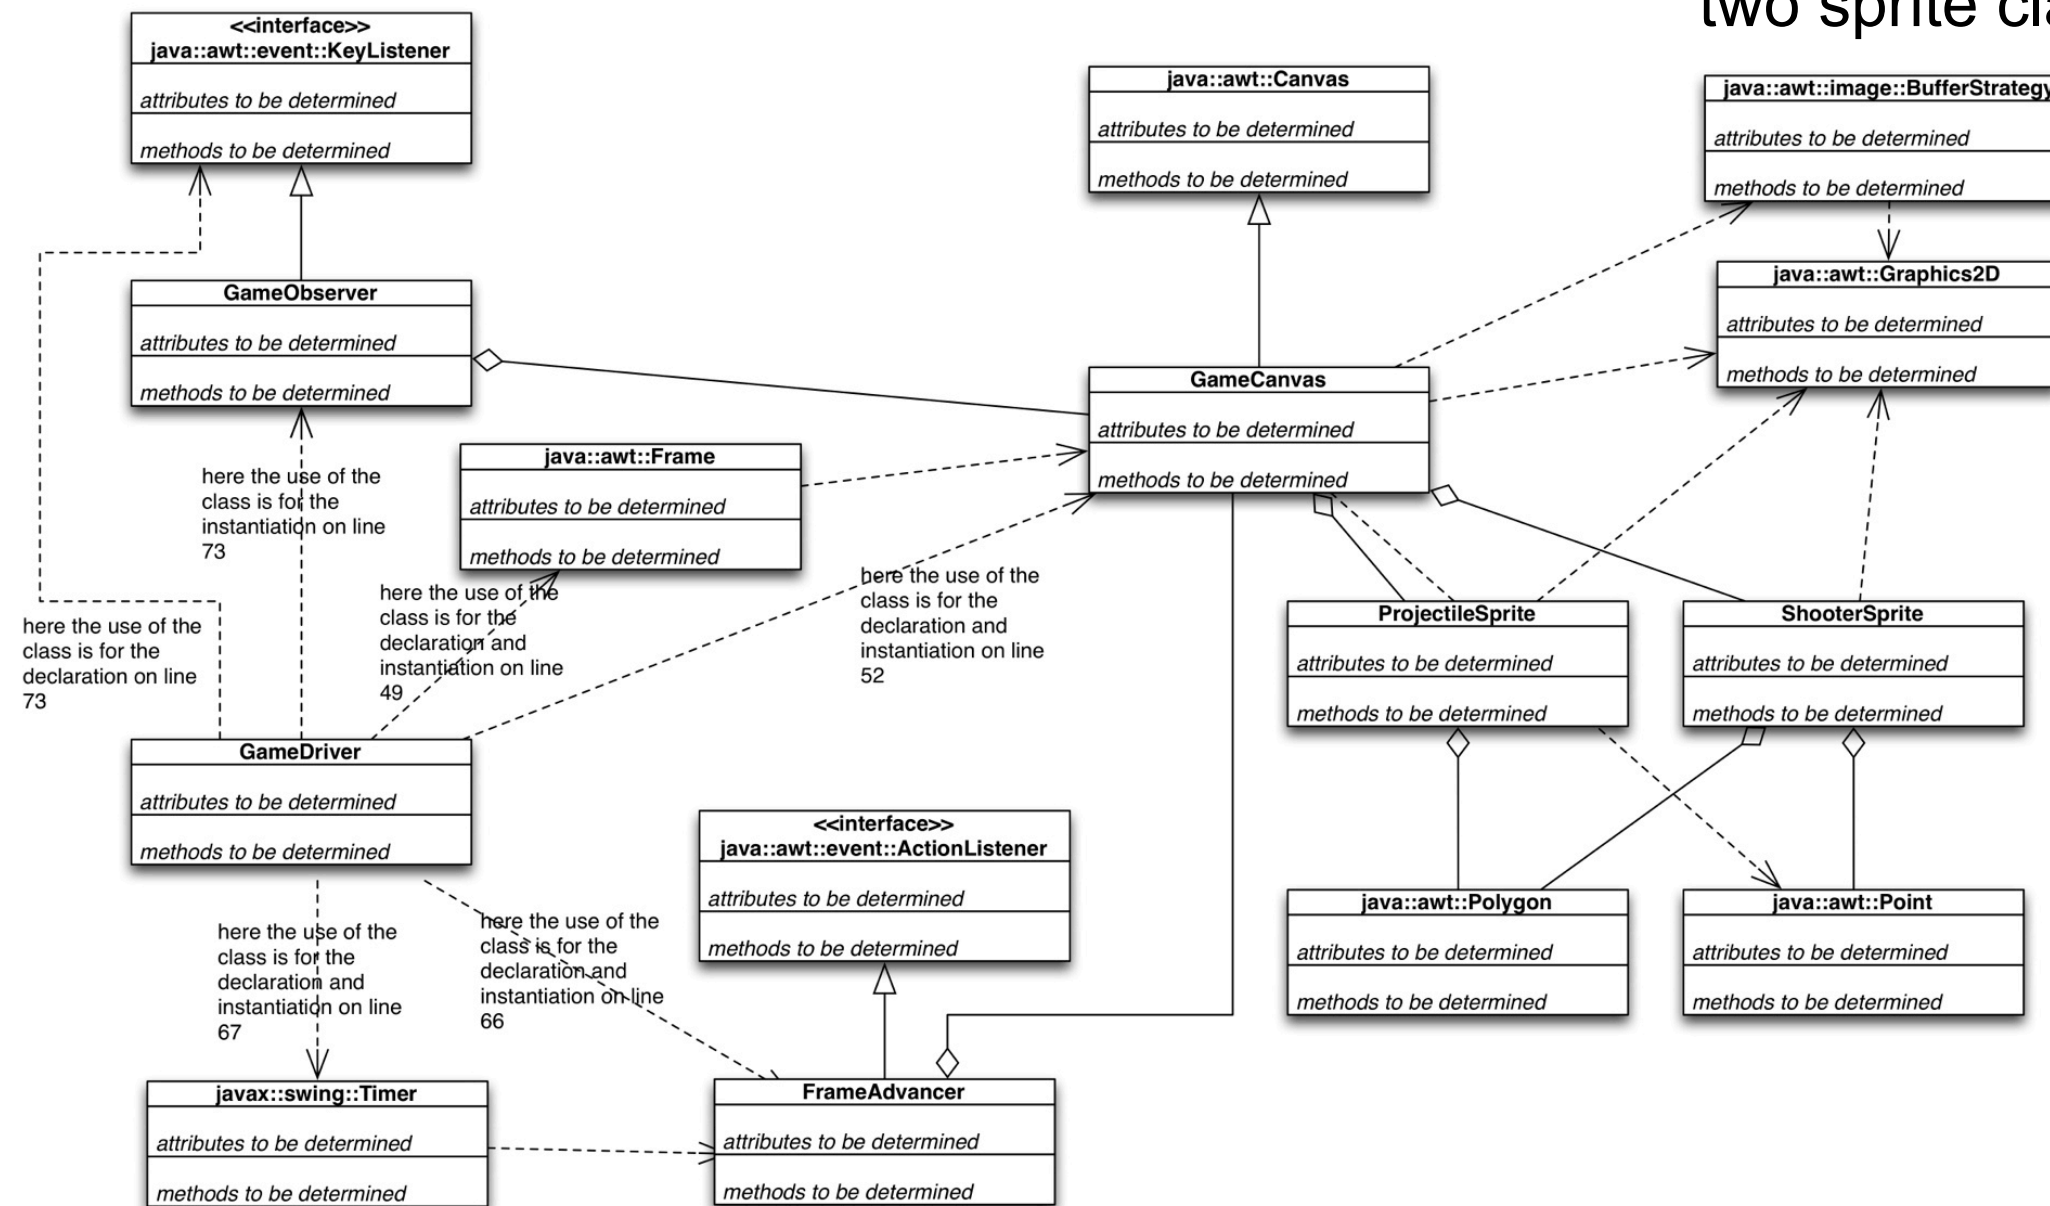 two sprite cla
<<interface>>
java::awt::event::KeyListener
attributes to be determined
methods to be determined
java::awt::Canvas
attributes to be determined
methods to be determined
java::awt::image::BufferStrategy
attributes to be determined
methods to be determined
java::awt::Graphics2D
attributes to be determined
methods to be determined
GameObserver
attributes to be determined
methods to be determined
GameCanvas
attributes to be determined
methods to be determined
java::awt::Frame
attributes to be determined
methods to be determined
here the use of the
class is for the
instantiation on line
73
here the use of the
class is for the
declaration and
instantiation on line
49
here the use of the
class is for the
declaration and
instantiation on line
52
here the use of the
class is for the
declaration on line
73
ProjectileSprite
attributes to be determined
methods to be determined
ShooterSprite
attributes to be determined
methods to be determined
GameDriver
attributes to be determined
methods to be determined
<<interface>>
java::awt::event::ActionListener
attributes to be determined
methods to be determined
java::awt::Polygon
attributes to be determined
methods to be determined
java::awt::Point
attributes to be determined
methods to be determined
here the use of the
class is for the
declaration and
instantiation on line
67
here the use of the
class is for the
declaration and
instantiation on line
66
javax::swing::Timer
attributes to be determined
methods to be determined
FrameAdvancer
attributes to be determined
methods to be determined